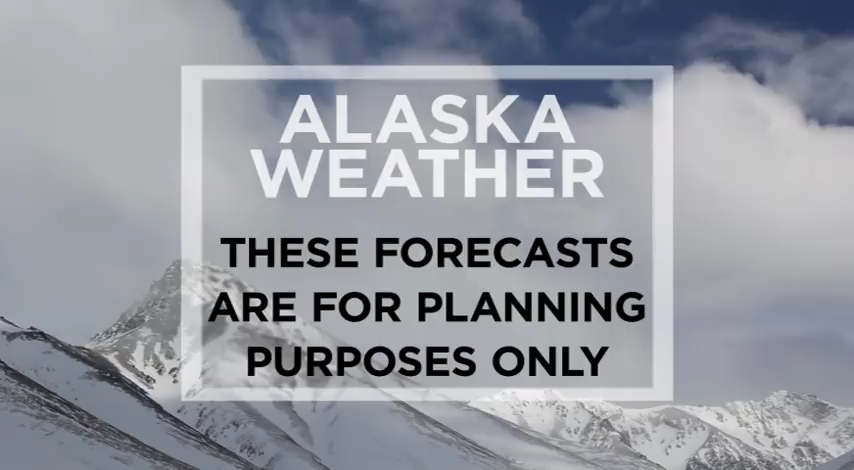 ALASKA
WEATHER
THESE FORECASTS
ARE FOR PLANNING
PURPOSES ONLY